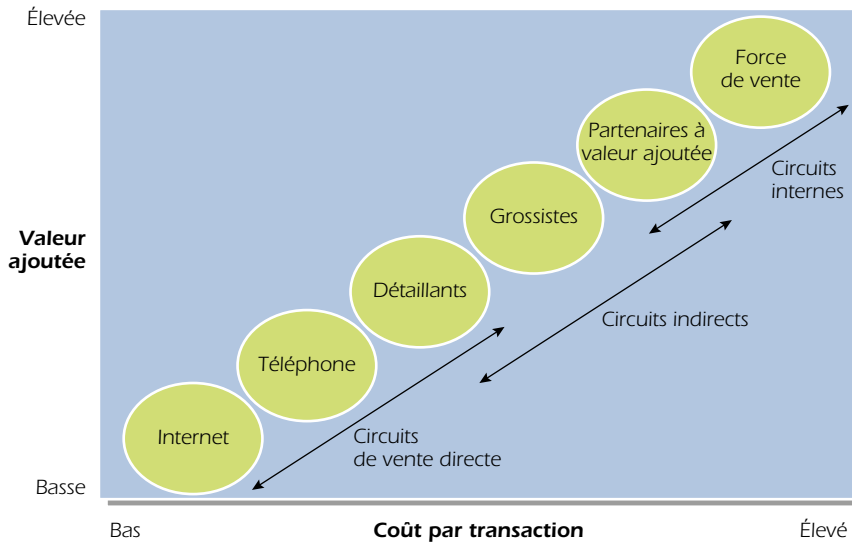 Élevée
Force
de vente
Partenaires à
valeur ajoutée
Circuits
internes
Grossistes
Valeur
ajoutée
Détaillants
Circuits indirects
Téléphone
Internet
Circuits
de vente directe
Basse
Bas
Coût par transaction
Élevé